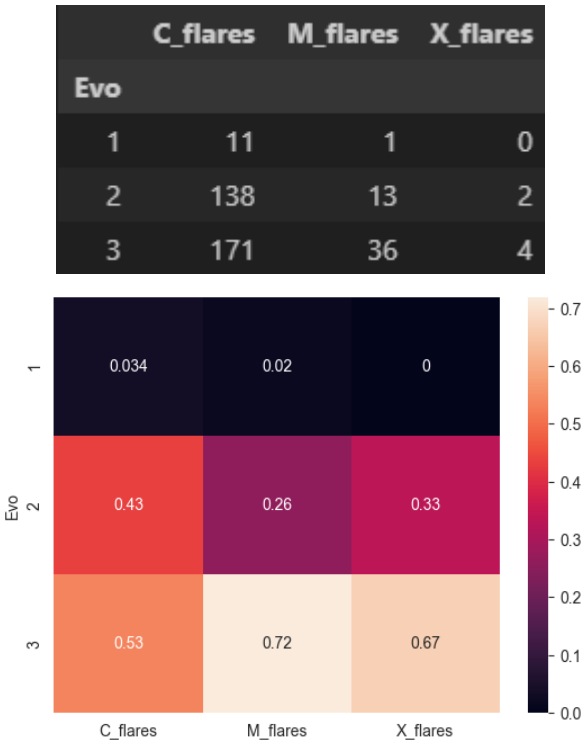 C_flares M_flares X_flares
Evo
1 11 1 0
2 138 13 2
3 171 36 4
0.7
0.6
0.5
0.4
0.3
0.2
0.1
0.0
1 0.034 0.02 0
Evo
2 0.43 0.26 0.33
3 0.53 0.72 0.67
C_flares M_flares X_flares